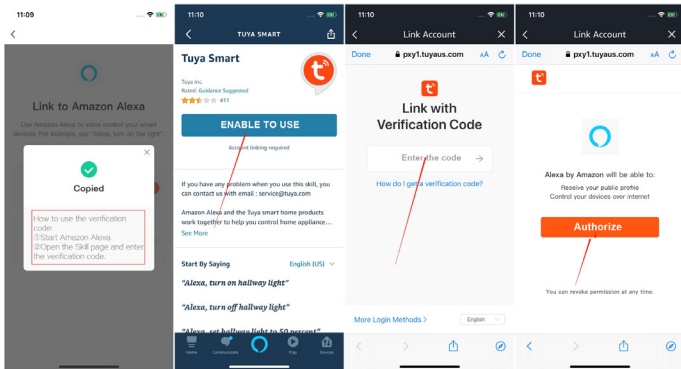 11:09
Link to Amazon Alexa
Use Amazon Alexa to voice control your smart
devices. For example, say "Alexa, turn on the light".
Copied
How to use the verification
code:
①Start Amazon Alexa.
②Open the Skill page and enter
the verification code.
11:10
TUYA SMART
Tuya Smart
Tuya Inc.
Rated: Guidance Suggested
411
ENABLE TO USE
Account linking required
If you have any problem when you use this skill, you
can contact us with email : service@tuya.com
Amazon Alexa and the Tuya smart home products
work together to help you control home appliance...
See More
Start By Saying
English (US)
"Alexa, turn on hallway light"
"Alexa, turn off hallway light"
"Alexa, set hallway light to 50 percent"
Home
Communicate
Play
Devices
11:10
Link Account
Done
pxy1.tuyaus.com
AA
Link with
Verification Code
Enter the code
How do I get a verification code?
More Login Methods >
English
11:10
Link Account
Done
pxy1.tuyaus.com
AA
Alexa by Amazon will be able to:
Receive your public profile
Control your devices over internet
Authorize
You can revoke permission at any time.